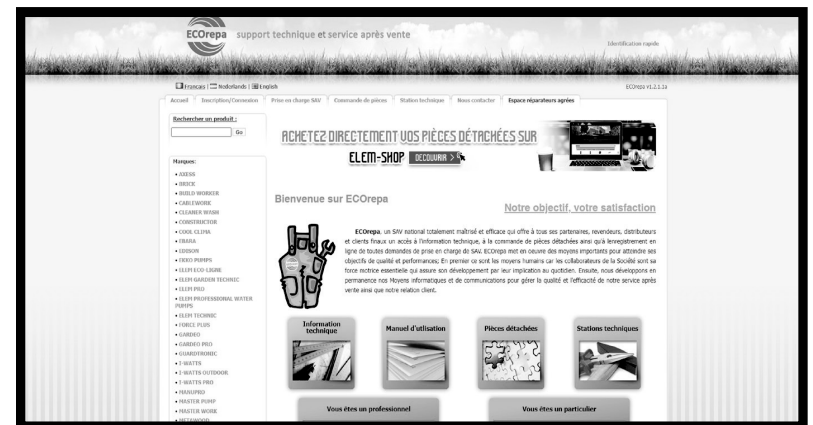 ECOrepa support technique et service après vente
Identification rapide
Français | Nederlands | English
ECOrepa v1.2.1.2a
Accueil Inscription/Connexion Prise en charge SAV Commande de pièces Station technique Nous contacter Espace réparateurs agrées
Rechercher un produit :
Go
ACHETEZ DIRECTEMENT VOS PIÈCES DÉTACHÉES SUR
ELEM-SHOP DECOUVRIR >
Marques:
• AXESS
• BRICK
• BUILD WORKER
• CABLEWORK
• CLEANER WASH
• CONSTRUCTOR
• COOL CLIMA
• EBARA
• EDISON
• EKKO PUMPS
• ELEM ECO-LIGNE
• ELEM GARDEN TECHNIC
• ELEM PRO
• ELEM PROFESSIONAL WATER
PUMPS
• ELEM TECHNIC
• FORCE PLUS
• GARDEO
• GARDEO PRO
• GUARDTRONIC
• I-WATTS
• I-WATTS OUTDOOR
• I-WATTS PRO
• MANUPRO
• MASTER PUMP
• MASTER WORK
• METAWOOD
Bienvenue sur ECOrepa
Notre objectif, votre satisfaction
ECOrepa, un SAV national totalement maîtrisé et efficace qui offre à tous ses partenaires, revendeurs, distributeurs
et clients finaux un accès à l'information technique, à la commande de pièces détachées ainsi qu'à lenregistrement en
ligne de toutes demandes de prise en charge de SAV. ECOrepa met en oeuvre des moyens importants pour atteindre ses
objectifs de qualité et performances; En premier ce sont les moyens humains car les collaborateurs de la Société sont sa
force motrice essentielle qui assure son développement par leur implication au quotidien. Ensuite, nous développons en
permanence nos Moyens informatiques et de communications pour gérer la qualité et l'efficacité de notre service après
vente ainsi que notre relation client.
Information
technique
Manuel d'utlisation
Pièces détachées
Stations techniques
Vous êtes un professionnel
Vous êtes un particulier